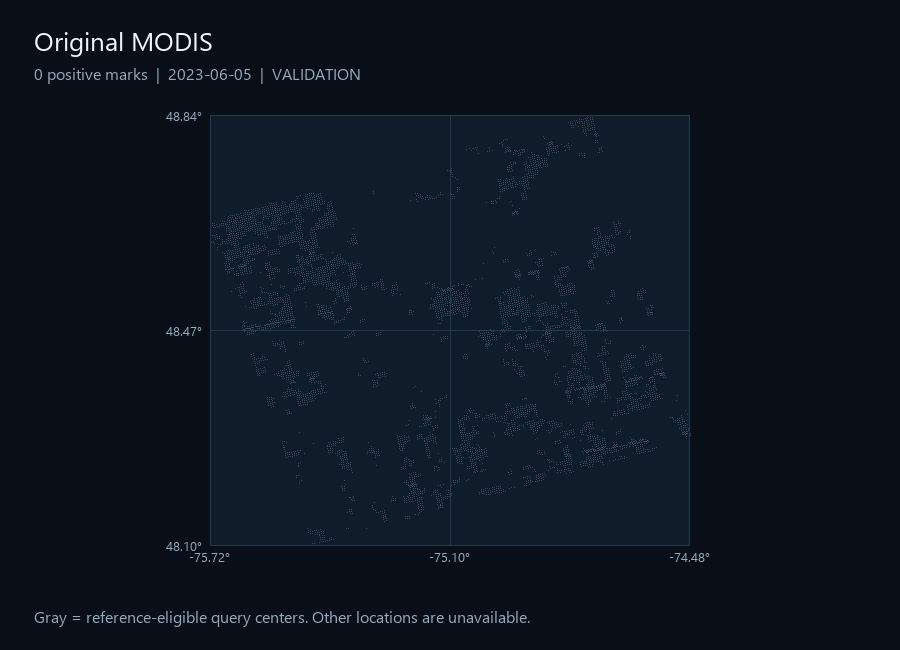 Original MODIS
0 positive marks | 2023-06-05 | VALIDATION
48.84°
48.47°
48.10°
-75.72°
-75.10°
-74.48°
Gray = reference-eligible query centers. Other locations are unavailable.